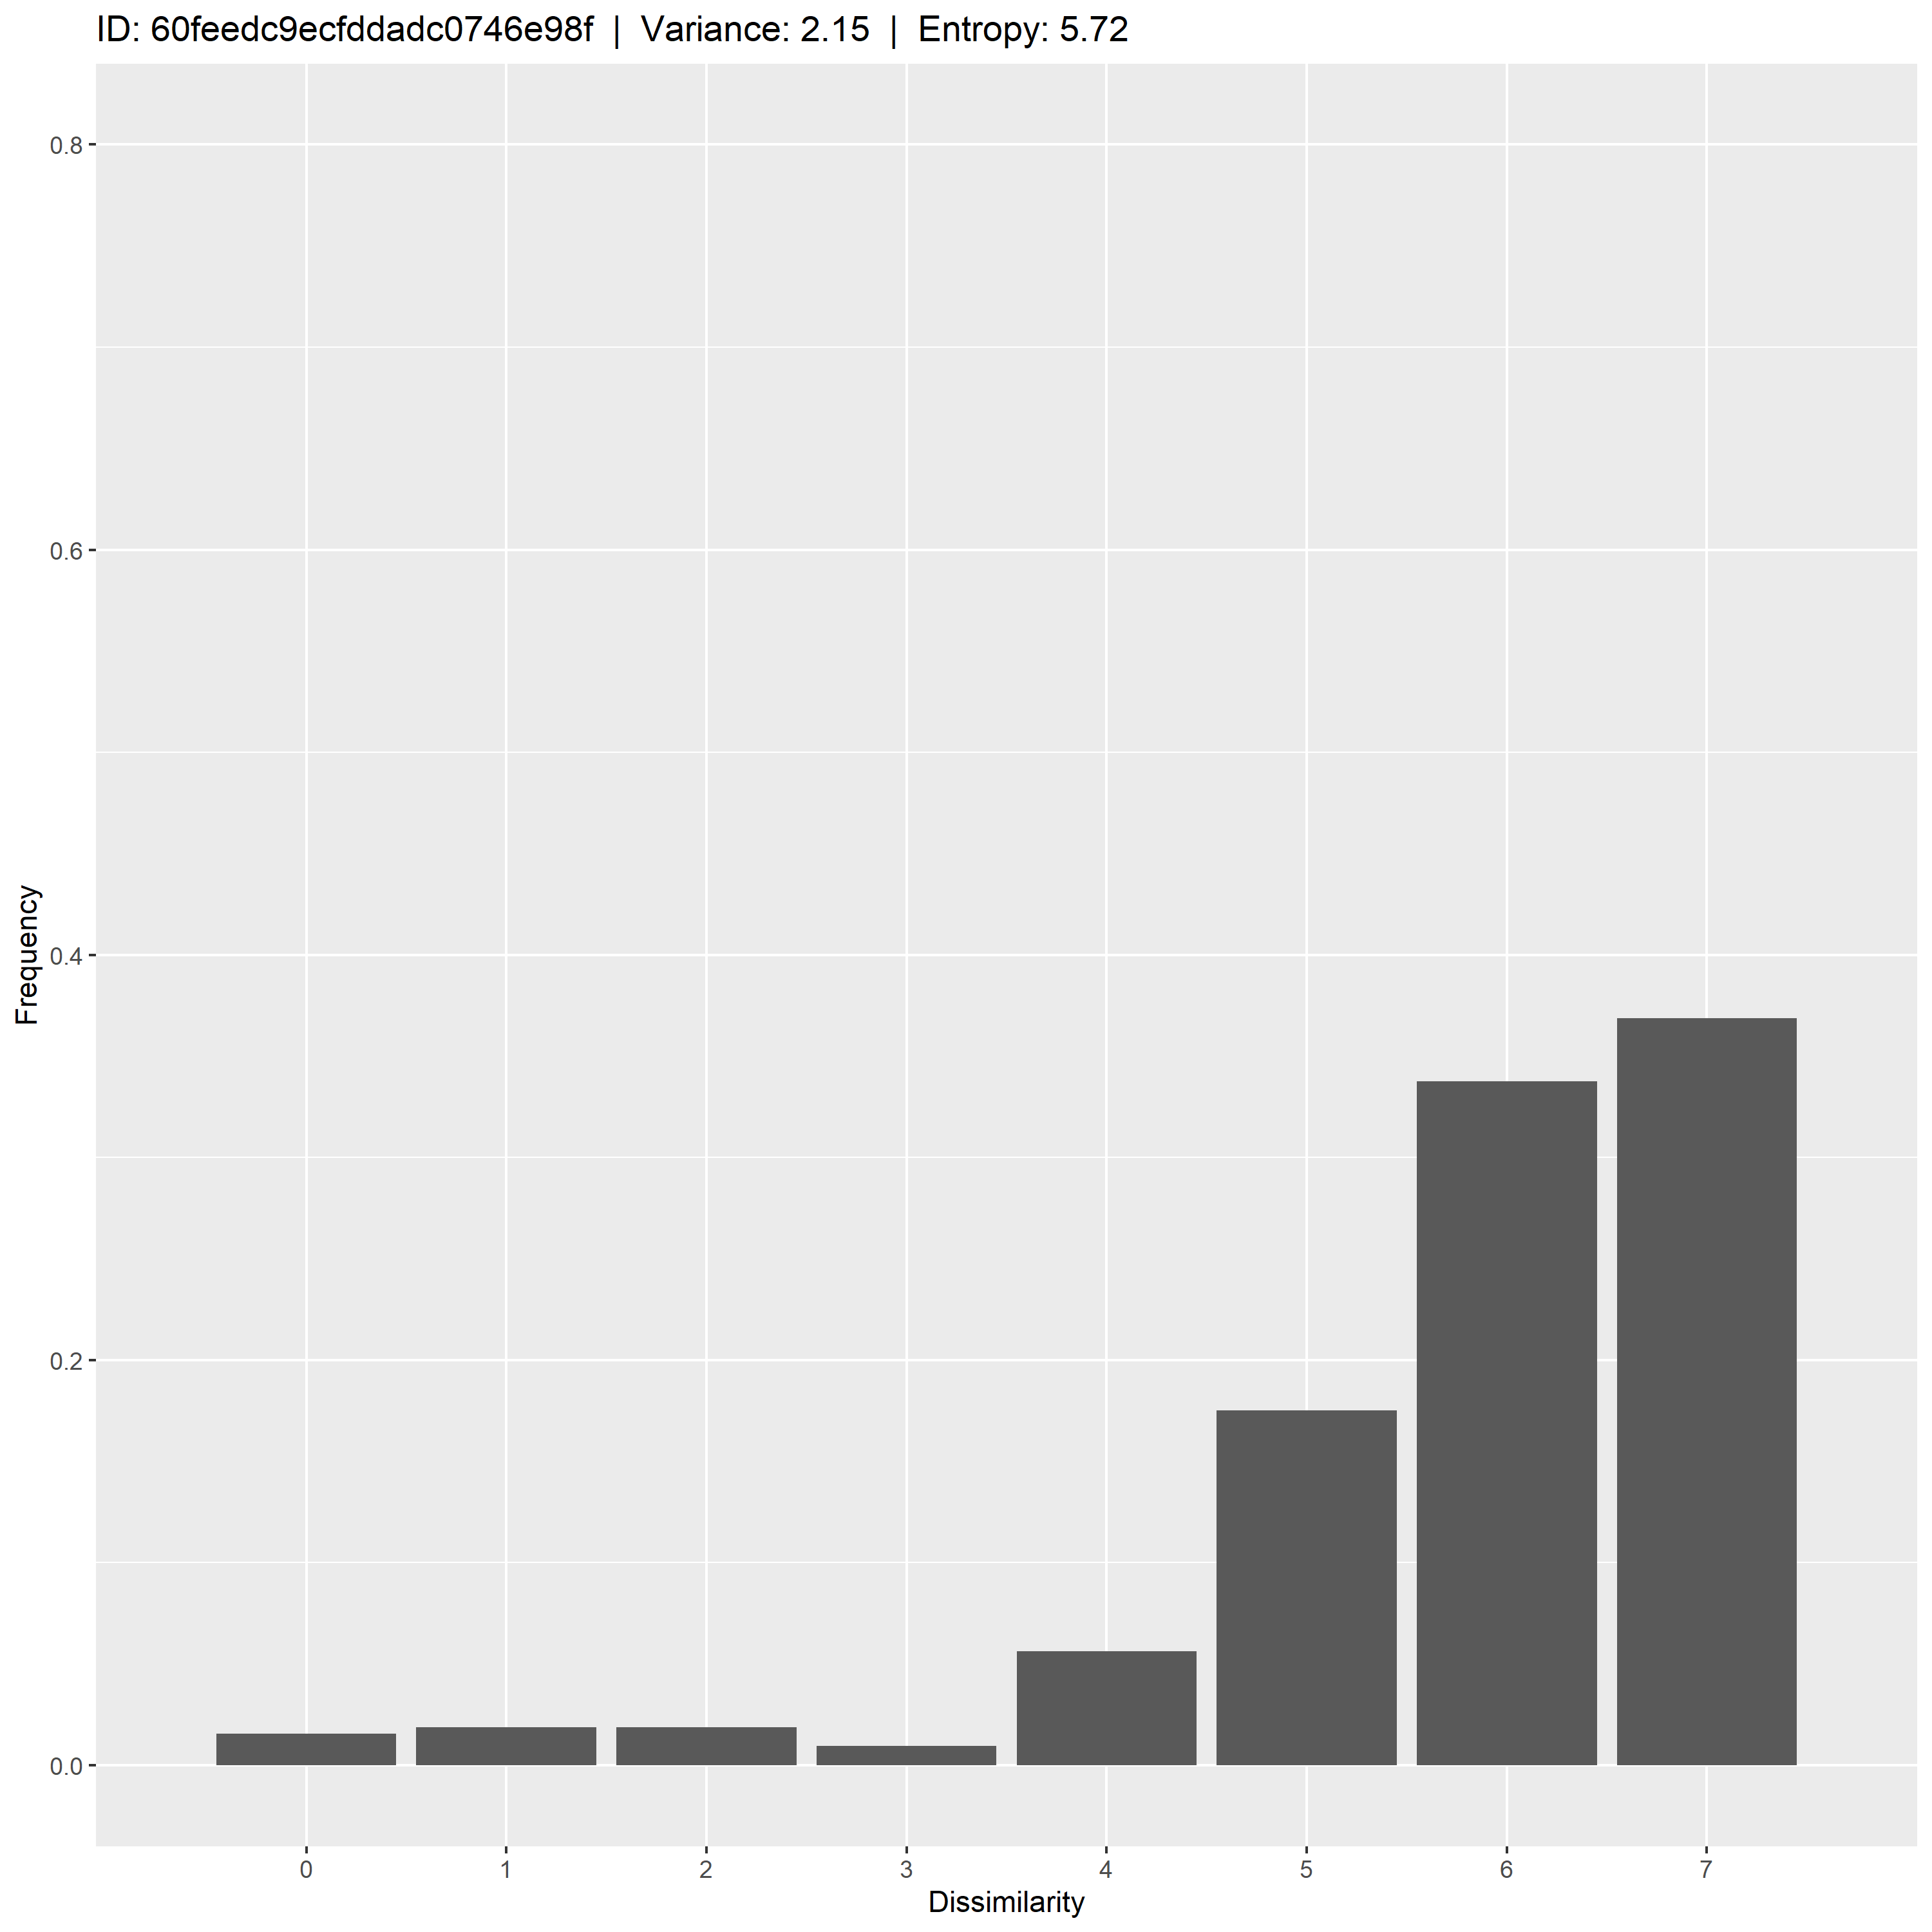 ID: 60feedc9ecfddadc0746e98f | Variance: 2.15 | Entropy: 5.72
0.8
0.6
0.4
0.2
0.0
Frequency
0 1 2 3 4 5 6 7
Dissimilarity